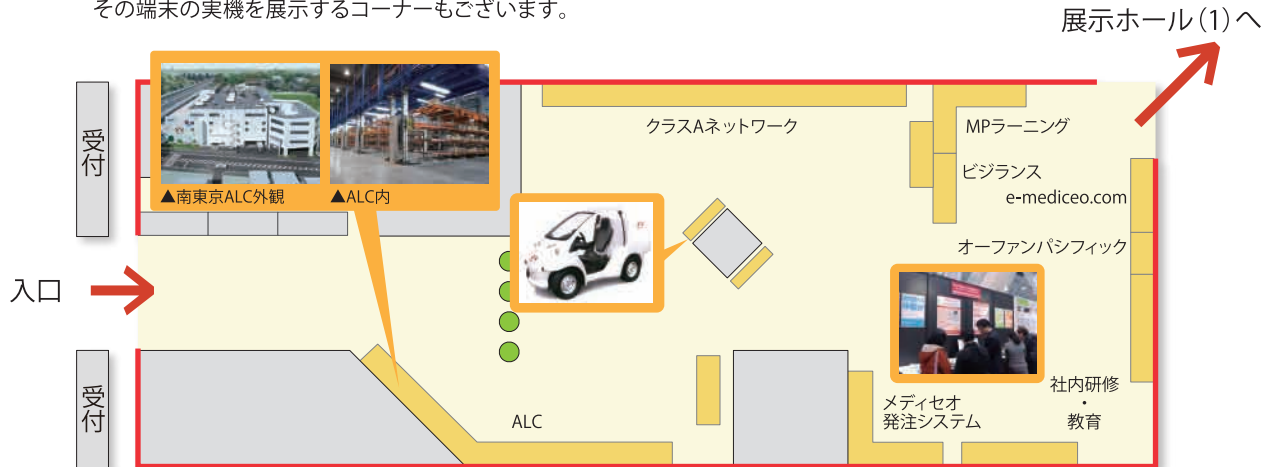 その端末の実機を展示するコーナーもございます。
展示ホール(1)へ
受付
▲南東京ALC外観
▲ALC内
クラスAネットワーク
MPラーニング
ビジランス
e-mediceo.com
オーファンパシフィック
入口
受付
ALC
メディセオ
発注システム
社内研修
・
教育